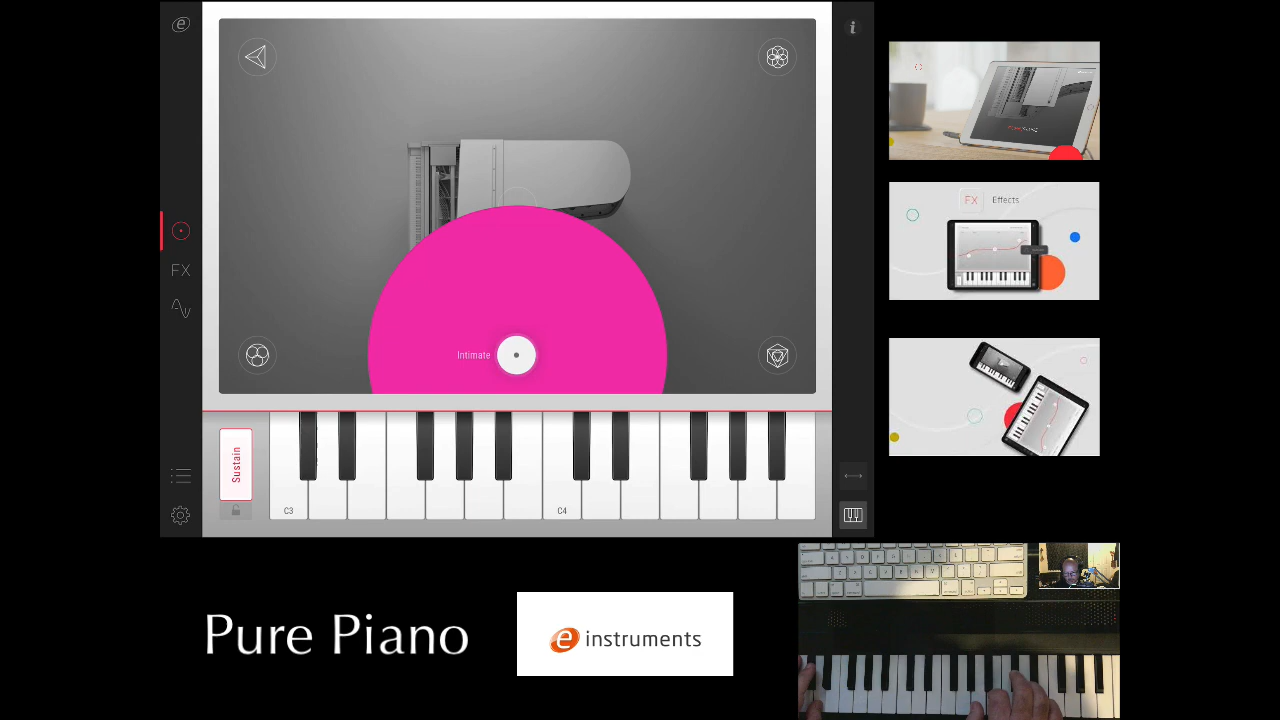 e
i
FX
Intimate
Sustain
C3
C4
FX Effects
Pure Piano
e instruments